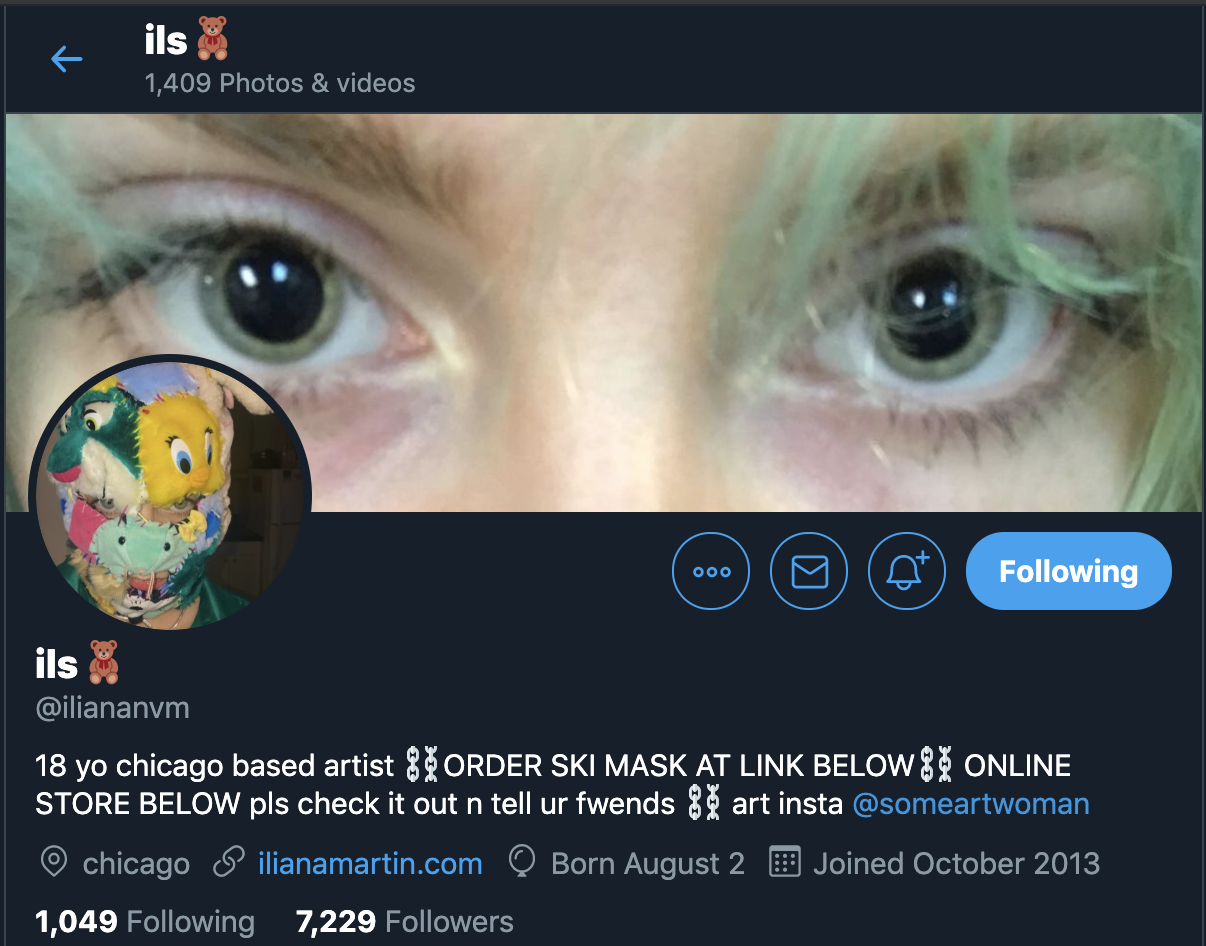 ils🧸
1,409 Photos & videos
Following
ils🧸
@iliananvm
18 yo chicago based artist ⛓⛓ORDER SKI MASK AT LINK BELOW⛓⛓ ONLINE
STORE BELOW pls check it out n tell ur fwends ⛓⛓ art insta @someartwoman
chicago ilianamartin.com Born August 2 Joined October 2013
1,049 Following 7,229 Followers